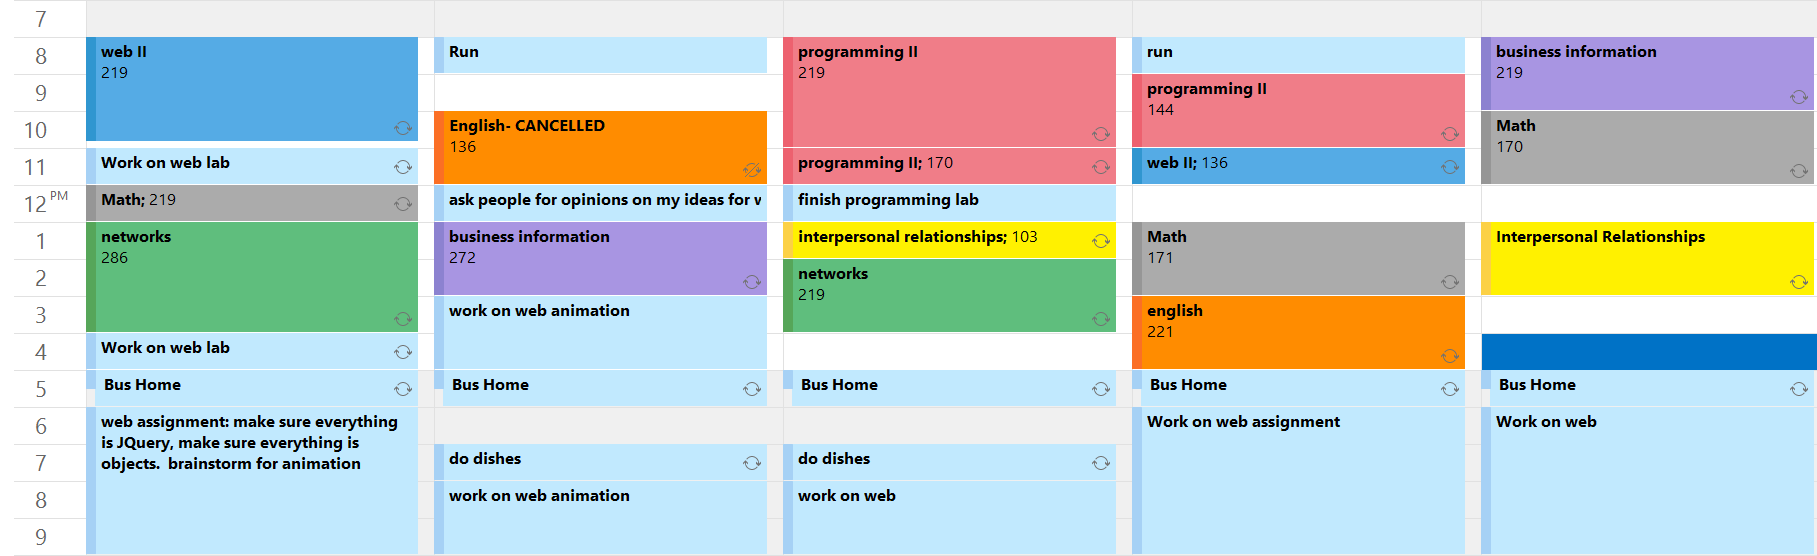 7
8
9
10
11
12 PM
1
2
3
4
5
6
7
8
9
web II
219
Work on web lab
Math; 219
networks
286
Work on web lab
Bus Home
web assignment: make sure everything
is JQuery, make sure everything is
objects. brainstorm for animation
Run
English- CANCELLED
136
ask people for opinions on my ideas for
business information
272
work on web animation
Bus Home
do dishes
work on web animation
programming II
219
programming II; 170
finish programming lab
interpersonal relationships; 103
networks
219
Bus Home
do dishes
work on web
run
programming II
144
web II; 136
Math
171
english
221
Bus Home
Work on web assignment
business information
219
Math
170
Interpersonal Relationships
Bus Home
Work on web